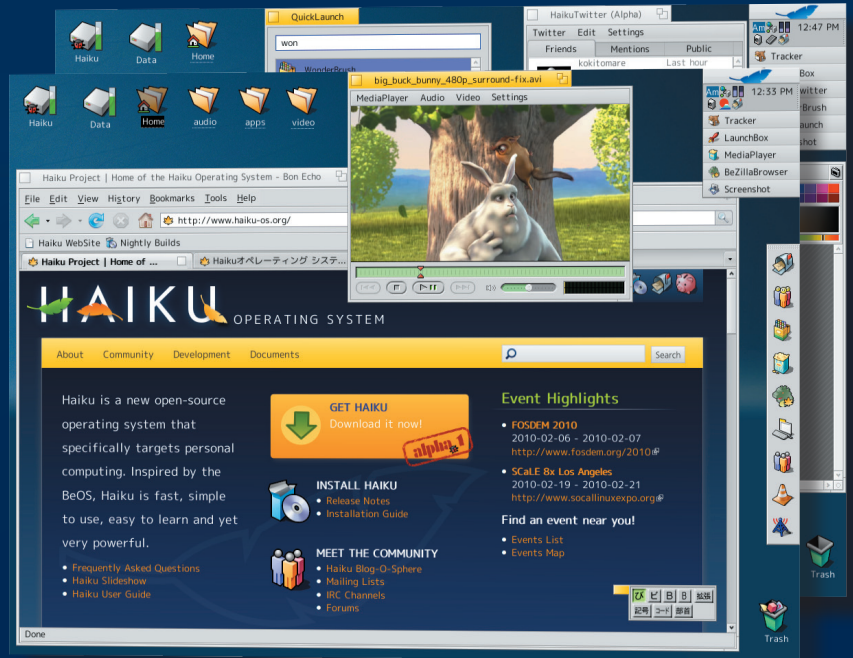 QuickLaunch
won
WonderBrush
Haiku
Data
Home
HaikuTwitter (Alpha)
Twitter Edit Settings
Friends Mentions Public
kokitomare Last hour
12:47 PM
Tracker
Box
witter
rBrush
aunch
shot
Haiku
Data
Home
audio
apps
video
big_buck_bunny_480p_surround-fix.avi
MediaPlayer Audio Video Settings
12:33 PM
Tracker
LaunchBox
MediaPlayer
BeZillaBrowser
Screenshot
Haiku Project | Home of the Haiku Operating System - Bon Echo
File Edit View History Bookmarks Tools Help
http://www.haiku-os.org/
Haiku WebSite Nightly Builds
Haiku Project | Home of ...
Haikuオペレーティング システ...
HAIKU OPERATING SYSTEM
About Community Development Documents
Search
Haiku is a new open-source
operating system that
specifically targets personal
computing. Inspired by the
BeOS, Haiku is fast, simple
to use, easy to learn and yet
very powerful.
Frequently Asked Questions
Haiku Slideshow
Haiku User Guide
GET HAIKU
Download it now!
alpha 1
INSTALL HAIKU
Release Notes
Installation Guide
MEET THE COMMUNITY
Haiku Blog-O-Sphere
Mailing Lists
IRC Channels
Forums
Event Highlights
FOSDEM 2010
2010-02-06 - 2010-02-07
http://www.fosdem.org/2010
SCaLE 8x Los Angeles
2010-02-19 - 2010-02-21
http://www.socallinuxexpo.org
Find an event near you!
Events List
Events Map
び ビ B 8 拡張
記号 コード 部首
Done
Trash
Trash